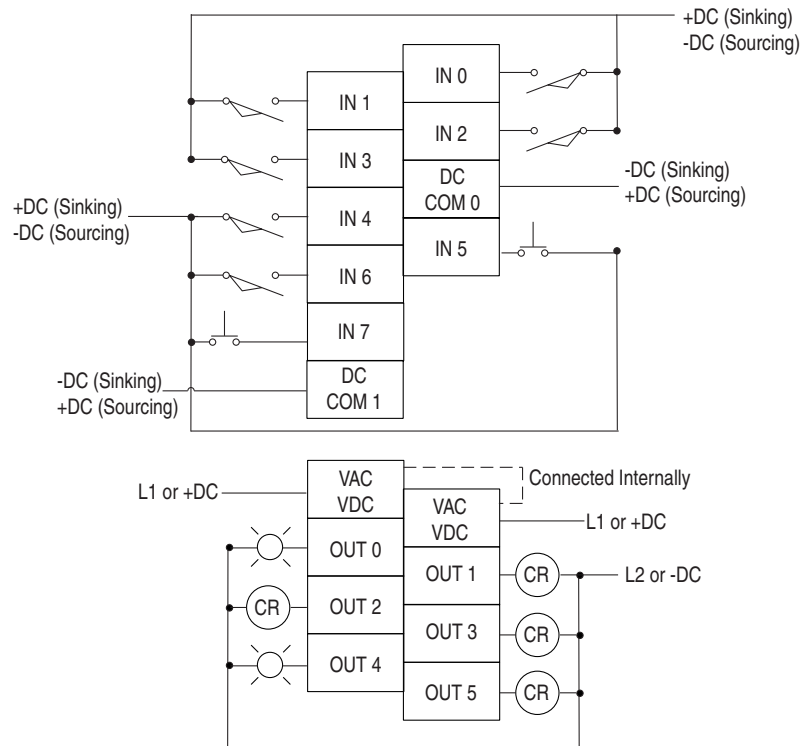 +DC (Sinking)
-DC (Sourcing)
IN 0
IN 1
IN 2
IN 3
DC
COM 0
-DC (Sinking)
+DC (Sourcing)
+DC (Sinking)
-DC (Sourcing)
IN 4
IN 5
IN 6
IN 7
DC
COM 1
-DC (Sinking)
+DC (Sourcing)
VAC
VDC
Connected Internally
L1 or +DC
VAC
VDC
L1 or +DC
OUT 0
OUT 1
CR
L2 or -DC
CR
OUT 2
OUT 3
CR
OUT 4
OUT 5
CR